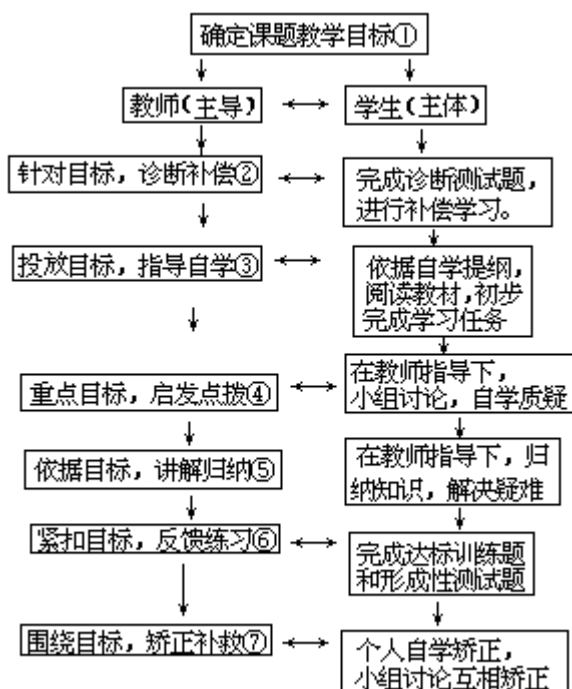 确定课题教学目标①
教师(主导)
学生(主体)
针对目标，诊断补偿②
完成诊断测试题，
进行补偿学习。
投放目标，指导自学③
依据自学提纲，
阅读教材，初步
完成学习任务
重点目标，启发点拨④
在教师指导下，
小组讨论，自学质疑
依据目标，讲解归纳⑤
在教师指导下，归
纳知识，解决疑难
紧扣目标，反馈练习⑥
完成达标训练题
和形成性测试题
围绕目标，矫正补救⑦
个人自学矫正，
小组讨论互相矫正